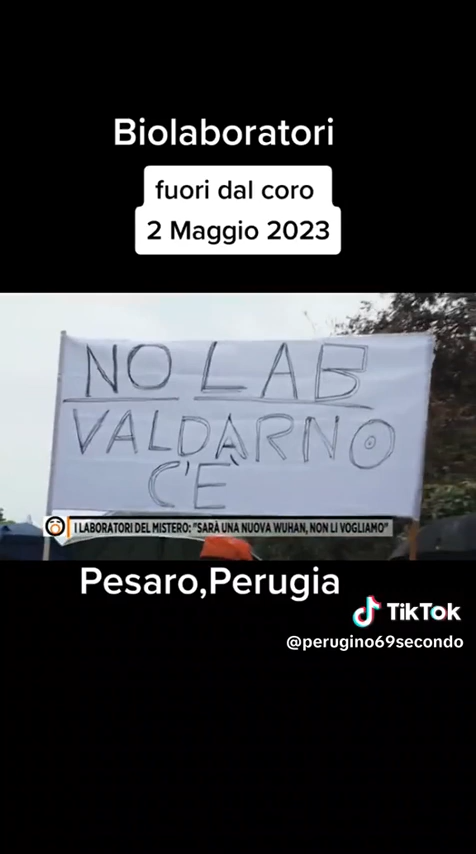 Biolaboratori
fuori dal coro
2 Maggio 2023
NO LAB
VALDARNO
C'È
I LABORATORI DEL MISTERO: "SARÀ UNA NUOVA WUHAN, NON LI VOGLIAMO"
Pesaro,Perugia
TikTok
@perugino69secondo